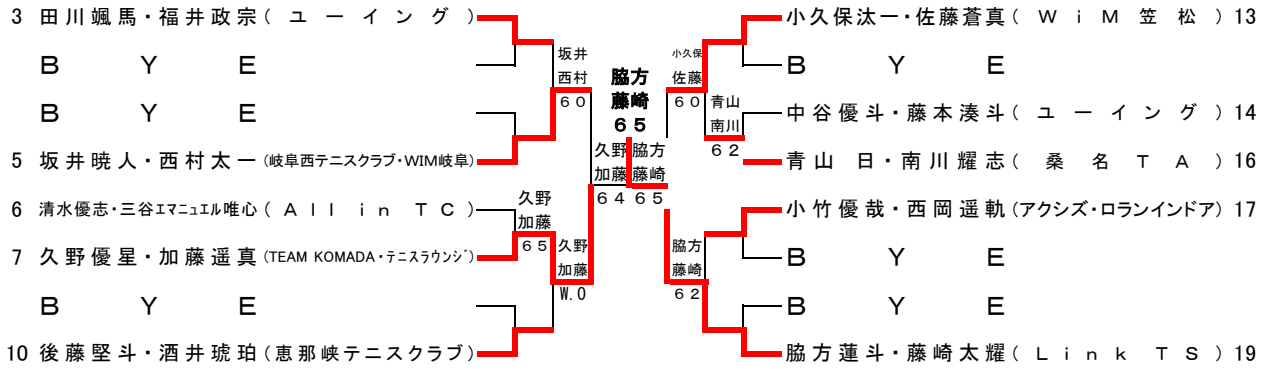 3 田川颯馬・福井政宗(ユーイング)
BYE
BYE
5 坂井暁人・西村太一(岐阜西テニスクラブ・WIM岐阜)
6 清水優志・三谷エマニュエル唯心(All in TC)
7 久野優星・加藤遥真(TEAM KOMADA・テニスラウンジ)
BYE
10 後藤堅斗・酒井琥珀(恵那峡テニスクラブ)
坂井
西村
60
久野
加藤
65
久野
加藤
W.O
久野
加藤
64
脇方
藤崎
65
脇方
藤崎
65
小久保
佐藤
60
青山
南川
62
脇方
藤崎
62
小久保汰一・佐藤蒼真(WiM笠松) 13
BYE
中谷優斗・藤本湊斗(ユーイング) 14
青山 日・南川耀志(桑名TA) 16
小竹優哉・西岡遥軌(アクシズ・ロランインドア) 17
BYE
BYE
脇方蓮斗・藤崎太耀(Link TS) 19